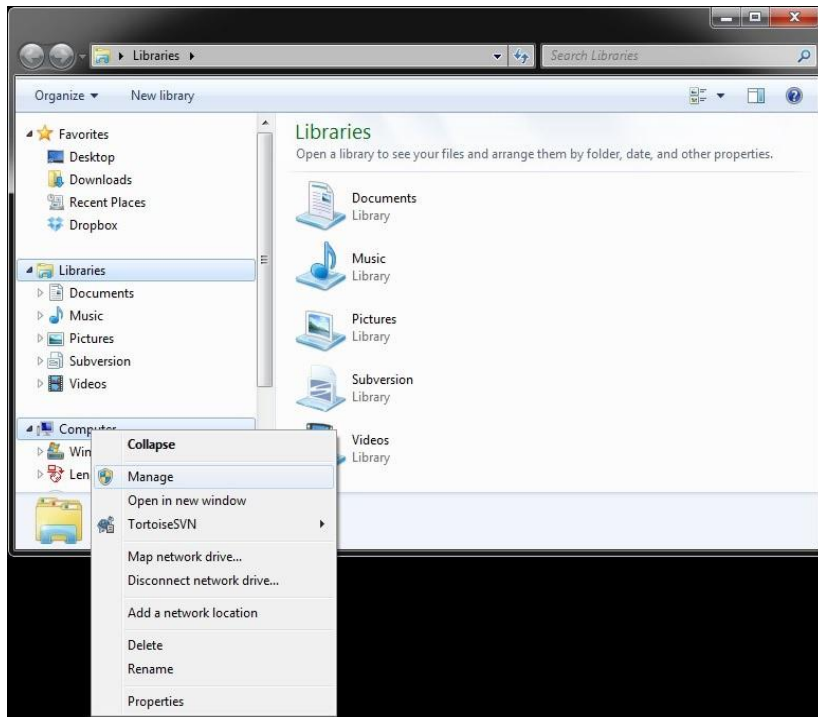 Libraries
Search Libraries
Organize
New library
Favorites
Desktop
Downloads
Recent Places
Dropbox
Libraries
Documents
Music
Pictures
Subversion
Videos
Computer
Win
Len
Libraries
Open a library to see your files and arrange them by folder, date, and other properties.
Documents
Library
Music
Library
Pictures
Library
Subversion
Library
Videos
Library
Collapse
Manage
Open in new window
TortoiseSVN
Map network drive...
Disconnect network drive...
Add a network location
Delete
Rename
Properties